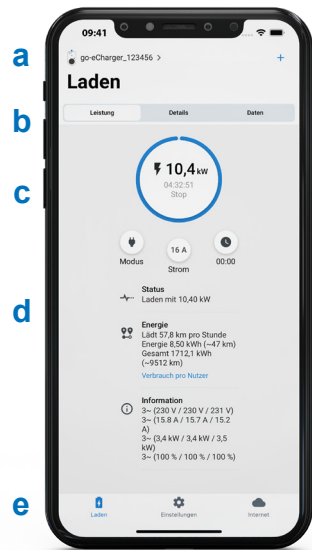 09:41
a
go-eCharger_123456 > +
Laden
b
Leistung Details Daten
c
10,4 kW
04:32:51
Stop
16 A
Modus 00:00
Strom
d
Status
Laden mit 10,40 kW
Energie
Lädt 57,8 km pro Stunde
Energie 8,50 kWh (~47 km)
Gesamt 1712,1 kWh
(~9512 km)
Verbrauch pro Nutzer
Information
3~ (230 V / 230 V / 231 V)
3~ (15.8 A / 15.7 A / 15.2
A)
3~ (3,4 kW / 3,4 kW / 3,5
kW)
3~ (100 % / 100 % / 100 %)
e
Laden Einstellungen Internet